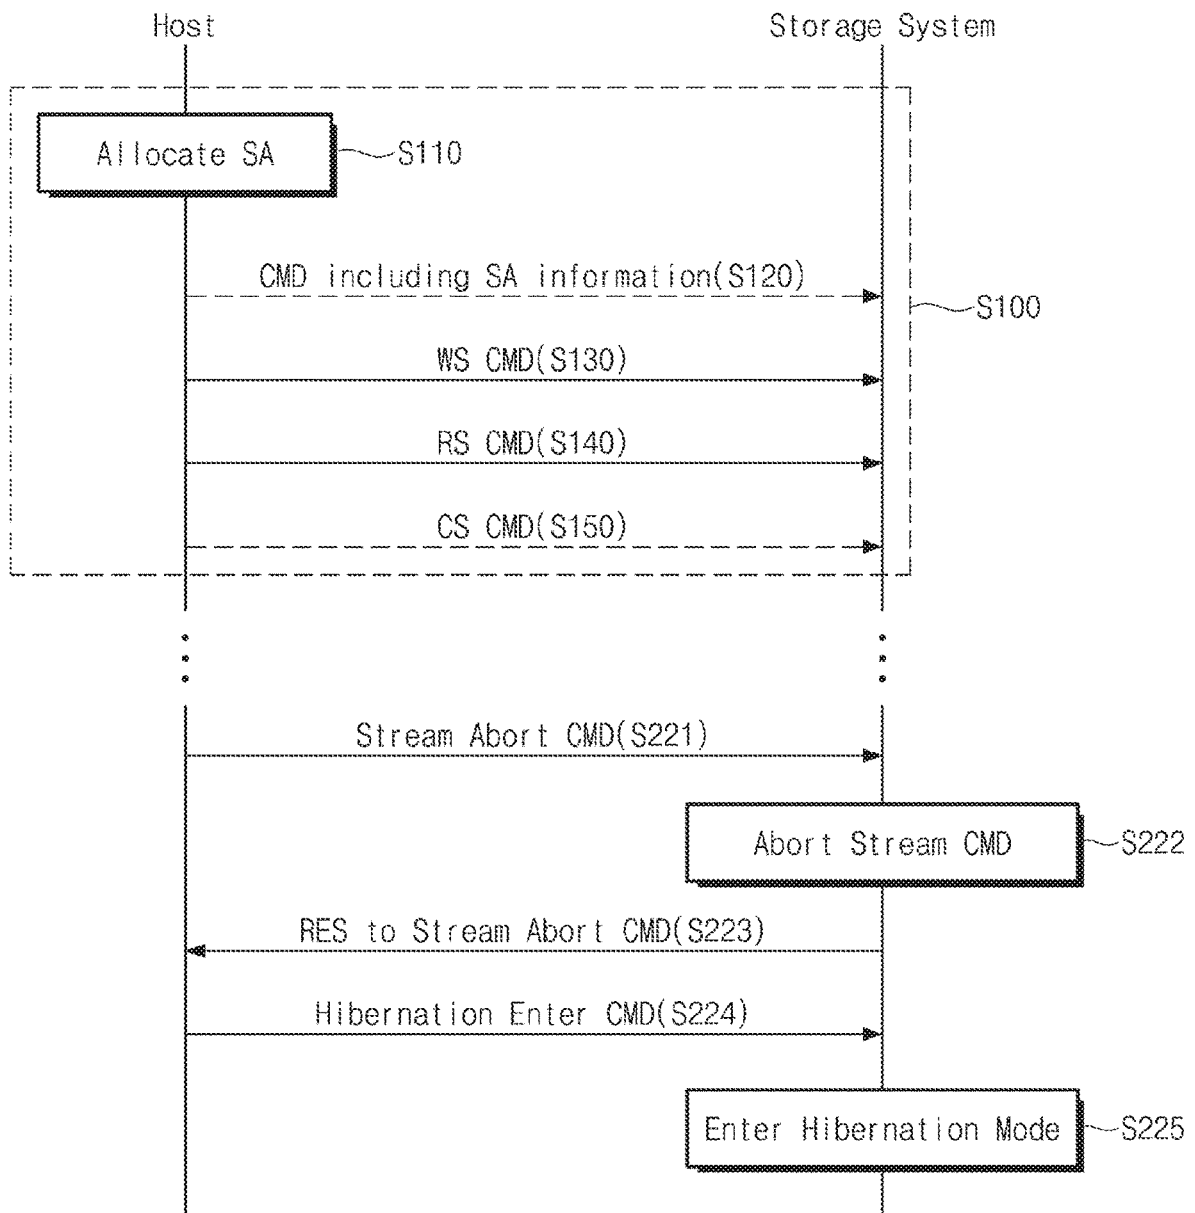 Host
Storage System
Allocate SA
S110
CMD including SA information(S120)
S100
WS CMD(S130)
RS CMD(S140)
CS CMD(S150)
Stream Abort CMD(S221)
Abort Stream CMD
S222
RES to Stream Abort CMD(S223)
Hibernation Enter CMD(S224)
Enter Hibernation Mode
S225